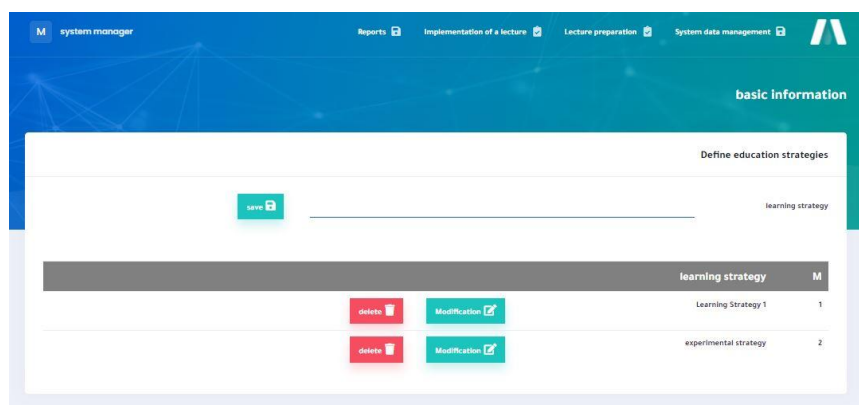 M system manager Reports Implementation of a lecture Lecture preparation System data management
basic information
Define education strategies
learning strategy save
learning strategy M
delete Modification Learning Strategy 1 1
delete Modification experimental strategy 2